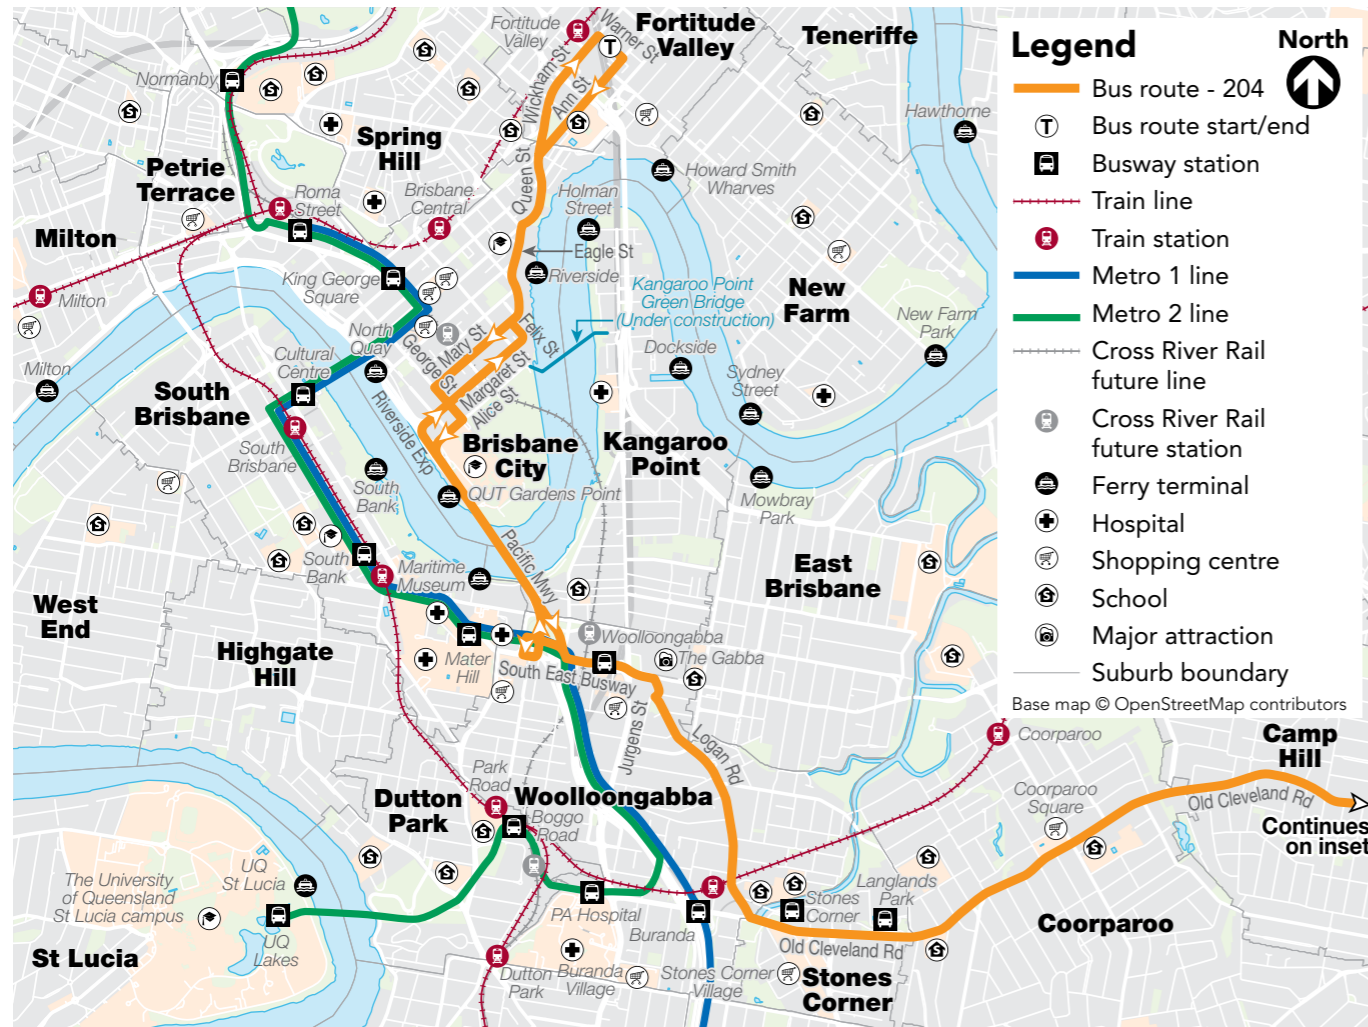 Fortitude
Valley
Warner St
Fortitude
Valley
Teneriffe
Normanby
Wickham St
Ann St
Hawthorne
Spring
Hill
Petrie
Terrace
Roma
Street
Brisbane
Central
Queen St
Holman
Street
Howard Smith
Wharves
Milton
Eagle St
King George
Square
Riverside
Kangaroo Point
Green Bridge
(Under construction)
New
Farm
Milton
North
Quay
George St
Mary St
Felix St
Margaret St
Alice St
New Farm
Park
Milton
Cultural
Centre
Dockside
Sydney
Street
South
Brisbane
Riverside Exp
Brisbane
City
Kangaroo
Point
South
Brisbane
South
Bank
QUT Gardens Point
Mowbray
Park
South
Bank
Maritime
Museum
Pacific Mwy
East
Brisbane
West
End
Highgate
Hill
Mater
Hill
Woolloongabba
The Gabba
South East Busway
Jurgens St
Logan Rd
Coorparoo
Camp
Hill
Park
Road
Dutton
Park
Woolloongabba
Boggo
Road
Coorparoo
Square
Old Cleveland Rd
Continues
on inset
The University
of Queensland
St Lucia campus
UQ
St Lucia
UQ
Lakes
St Lucia
PA Hospital
Buranda
Stones
Corner
Langlands
Park
Old Cleveland Rd
Coorparoo
Dutton
Park
Buranda
Village
Stones Corner
Village
Stones
Corner
Legend
North
Bus route - 204
T Bus route start/end
Busway station
Train line
Train station
Metro 1 line
Metro 2 line
Cross River Rail
future line
Cross River Rail
future station
Ferry terminal
Hospital
Shopping centre
School
Major attraction
Suburb boundary
Base map © OpenStreetMap contributors